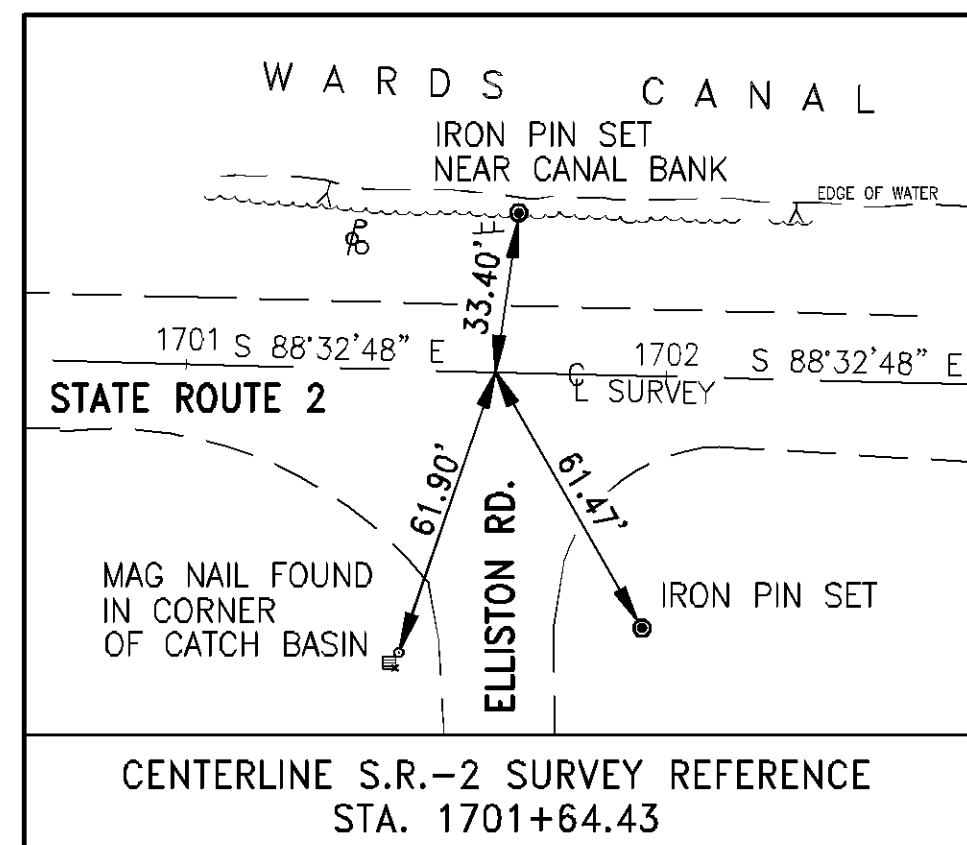 WARDS CANAL
IRON PIN SET
NEAR CANAL BANK
EDGE OF WATER
33.40'
1701 S 88°32'48" E
1702 S 88°32'48" E
℄ SURVEY
STATE ROUTE 2
61.90'
61.47'
ELLISTON RD.
MAG NAIL FOUND
IN CORNER
OF CATCH BASIN
IRON PIN SET
CENTERLINE S.R.-2 SURVEY REFERENCE
STA. 1701+64.43